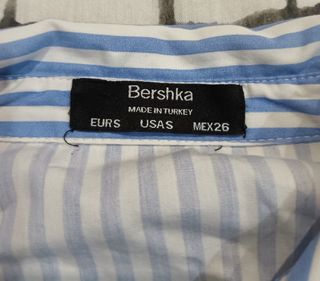 Bershka
MADE IN TURKEY
EUR S USA S MEX 26